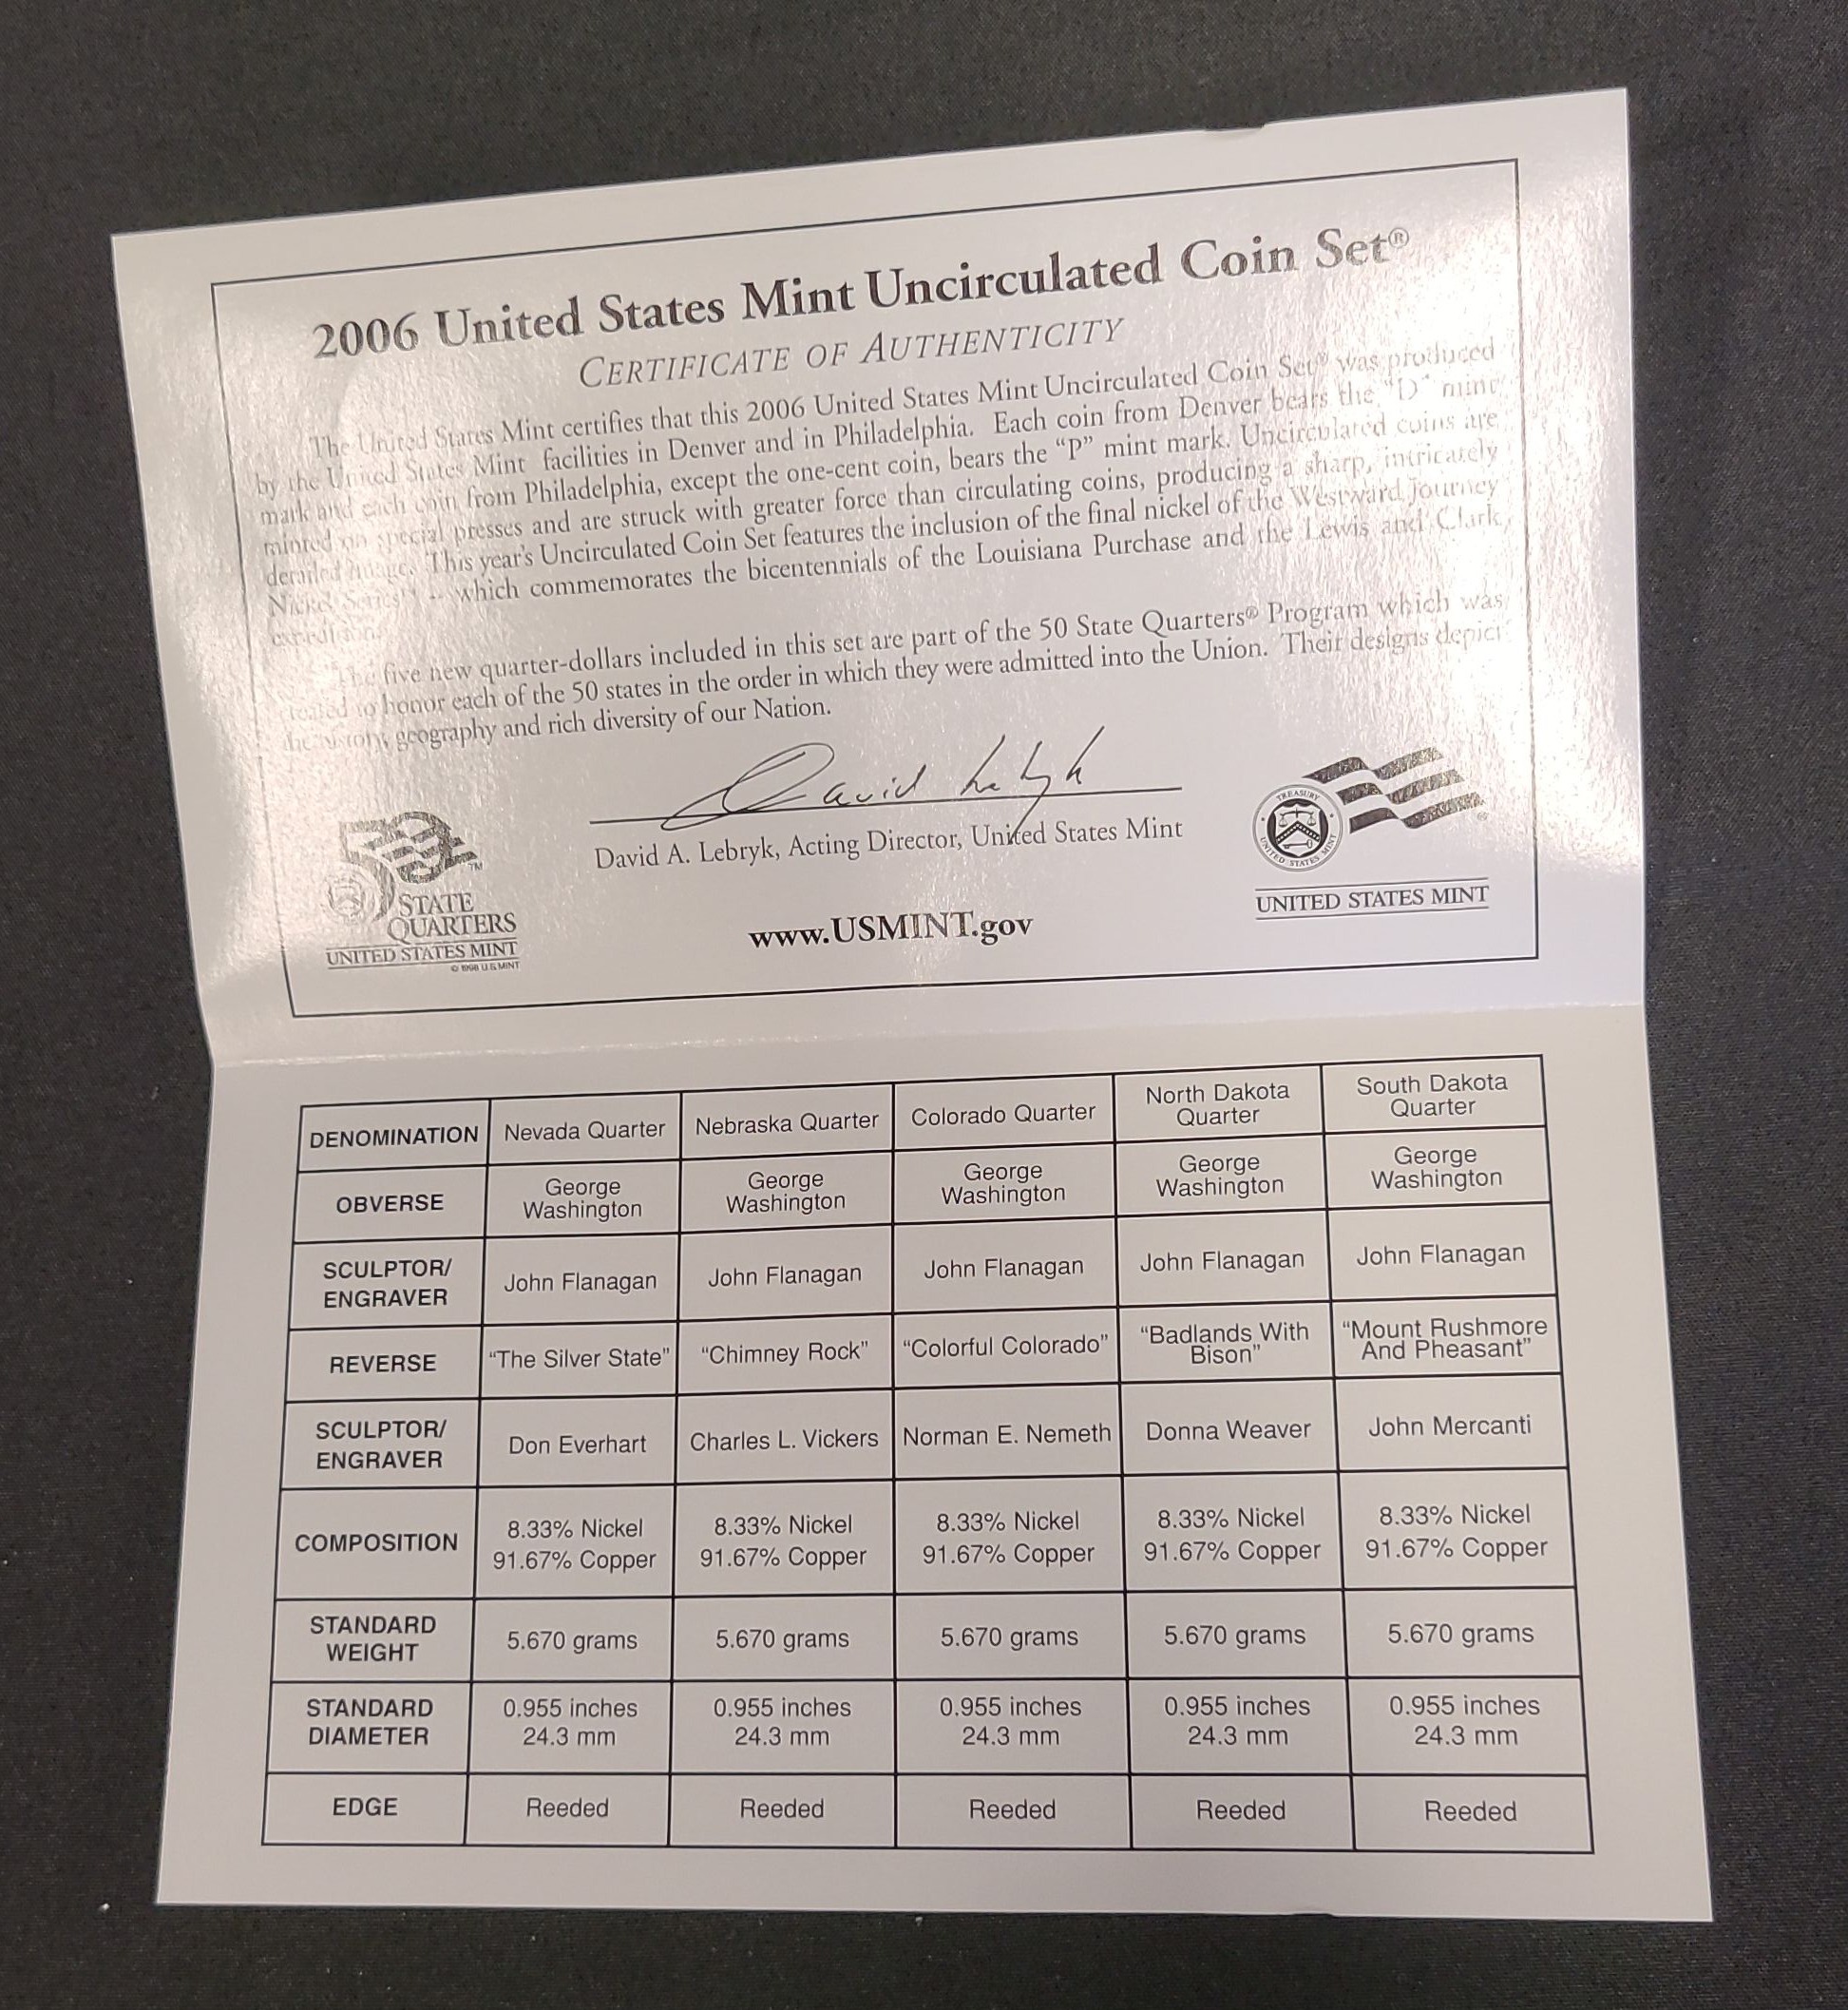 2006 United States Mint Uncirculated Coin Set®
CERTIFICATE OF AUTHENTICITY
The United States Mint certifies that this 2006 United States Mint Uncirculated Coin Set® was produced
by the United States Mint facilities in Denver and in Philadelphia. Each coin from Denver bears the "D" mint
mark and each coin from Philadelphia, except the one-cent coin, bears the "P" mint mark. Uncirculated coins are
minted on special presses and are struck with greater force than circulating coins, producing a sharp, intricately
detailed image. This year's Uncirculated Coin Set features the inclusion of the final nickel of the Westward Journey
Nickel Series™ -- which commemorates the bicentennials of the Louisiana Purchase and the Lewis and Clark
expedition.
The five new quarter-dollars included in this set are part of the 50 State Quarters® Program which was
created to honor each of the 50 states in the order in which they were admitted into the Union. Their designs depict
the history, geography and rich diversity of our Nation.
David Lebryk
David A. Lebryk, Acting Director, United States Mint
50
TM
STATE
QUARTERS
UNITED STATES MINT
© 1998 U.S. MINT
www.USMINT.gov
TREASURY
UNITED STATES MINT
®
UNITED STATES MINT
DENOMINATION Nevada Quarter Nebraska Quarter Colorado Quarter North Dakota Quarter South Dakota Quarter
OBVERSE George Washington George Washington George Washington George Washington George Washington
SCULPTOR/ ENGRAVER John Flanagan John Flanagan John Flanagan John Flanagan John Flanagan
REVERSE "The Silver State" "Chimney Rock" "Colorful Colorado" "Badlands With Bison" "Mount Rushmore And Pheasant"
SCULPTOR/ ENGRAVER Don Everhart Charles L. Vickers Norman E. Nemeth Donna Weaver John Mercanti
COMPOSITION 8.33% Nickel 91.67% Copper 8.33% Nickel 91.67% Copper 8.33% Nickel 91.67% Copper 8.33% Nickel 91.67% Copper 8.33% Nickel 91.67% Copper
STANDARD WEIGHT 5.670 grams 5.670 grams 5.670 grams 5.670 grams 5.670 grams
STANDARD DIAMETER 0.955 inches 24.3 mm 0.955 inches 24.3 mm 0.955 inches 24.3 mm 0.955 inches 24.3 mm 0.955 inches 24.3 mm
EDGE Reeded Reeded Reeded Reeded Reeded